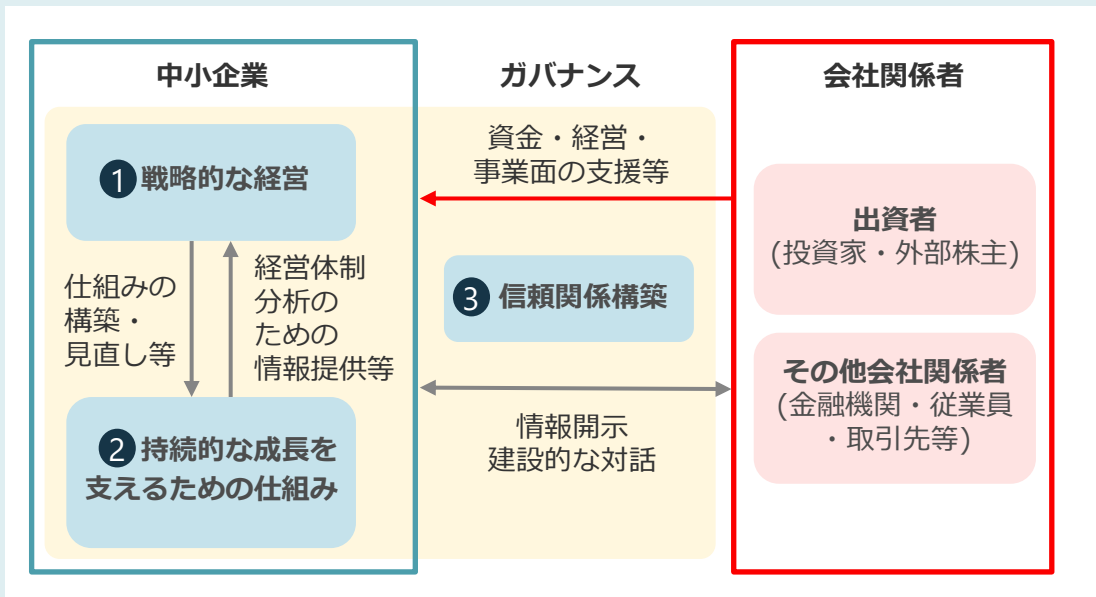 中小企業
ガバナンス
会社関係者
❶戦略的な経営
仕組みの
構築・
見直し等
経営体制
分析の
ための
情報提供等
❷持続的な成長を
支えるための仕組み
資金・経営・
事業面の支援等
❸信頼関係構築
情報開示
建設的な対話
出資者
(投資家・外部株主)
その他会社関係者
(金融機関・従業員
・取引先等)